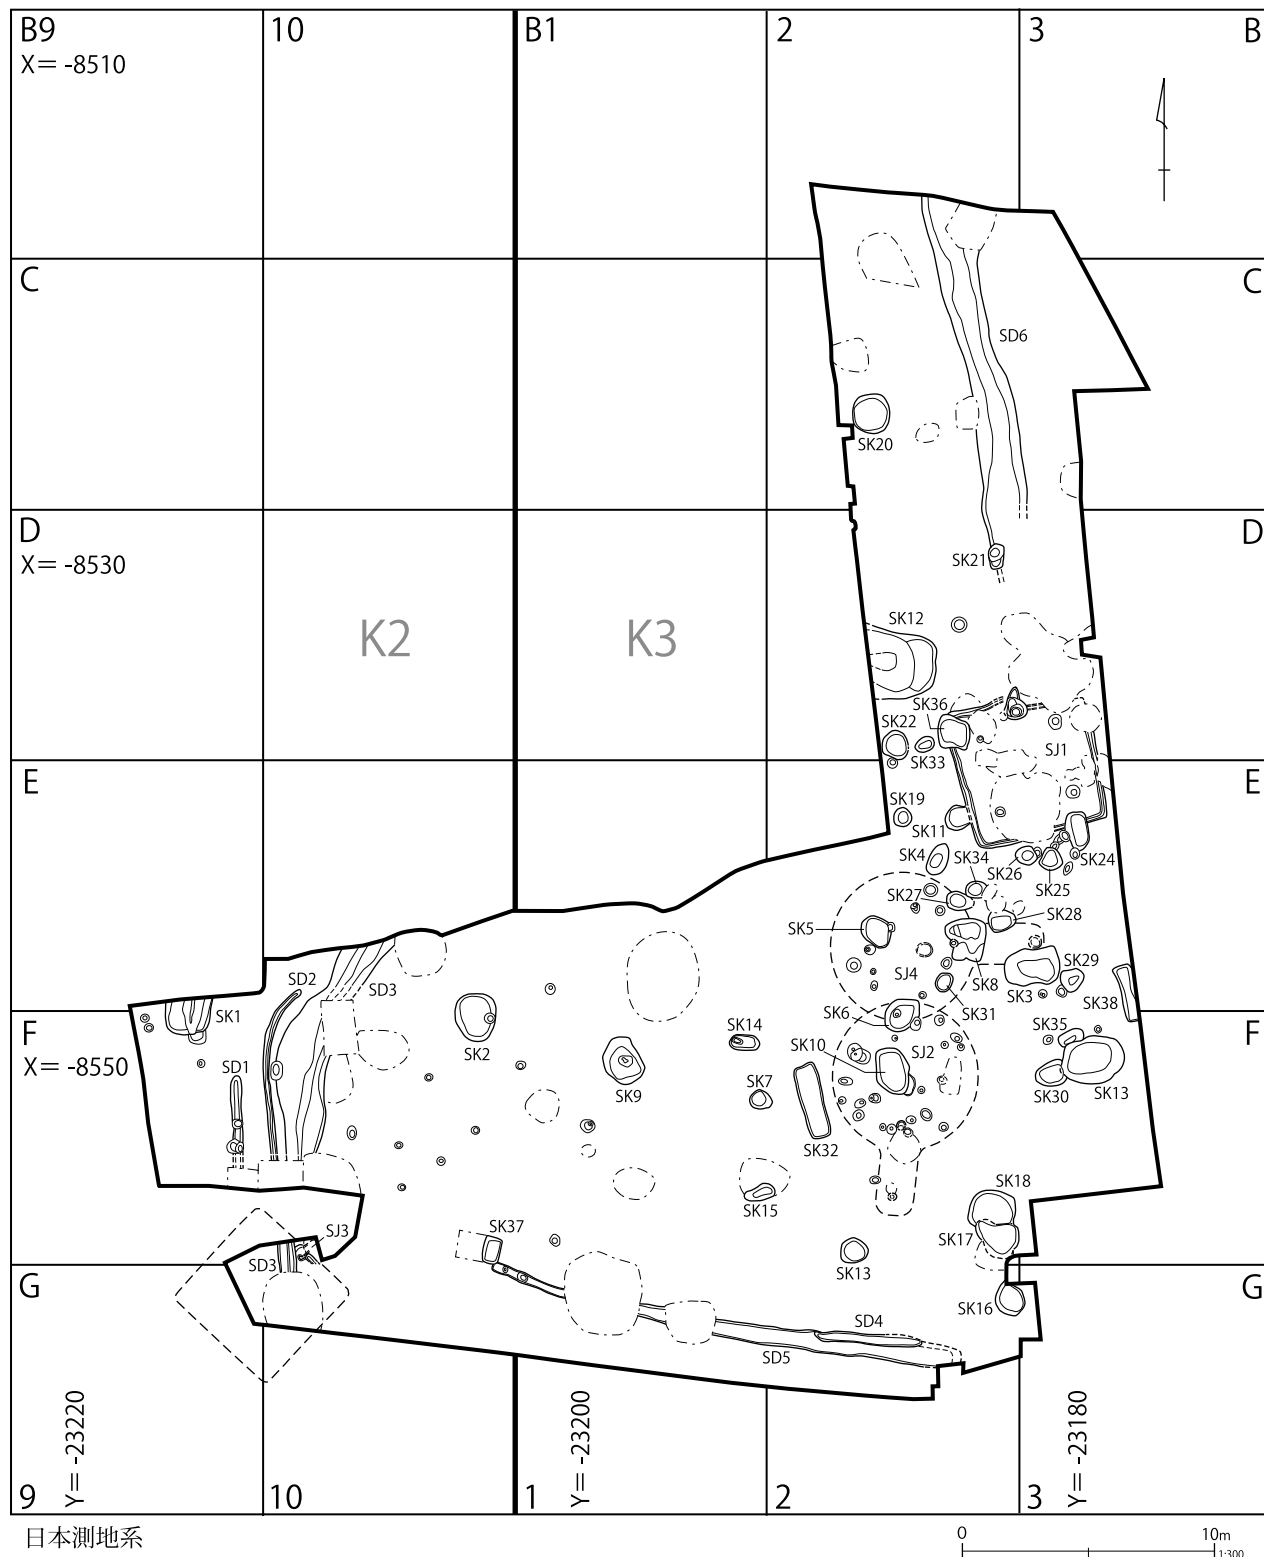 B9
10
B1
2
3
B
X= -8510
C
C
SD6
SK20
D
D
X= -8530
SK21
K2
K3
SK12
SK36
SK22
SJ1
SK33
E
E
SK19
SK11
SK4
SK34
SK26
SK24
SK25
SK27
SK28
SK5
SD2
SD3
SJ4
SK29
SK8
SK3
SK38
SK31
SK1
SK6
F
F
SK2
SK14
SK35
SJ2
SK10
X= -8550
SD1
SK7
SK9
SK30
SK13
SK32
SK18
SK15
SJ3
SK37
SK17
SD3
SK13
G
G
SK16
SD4
SD5
Y= -23220
Y= -23200
Y= -23180
9
10
1
2
3
日本測地系
0
10m
1:300